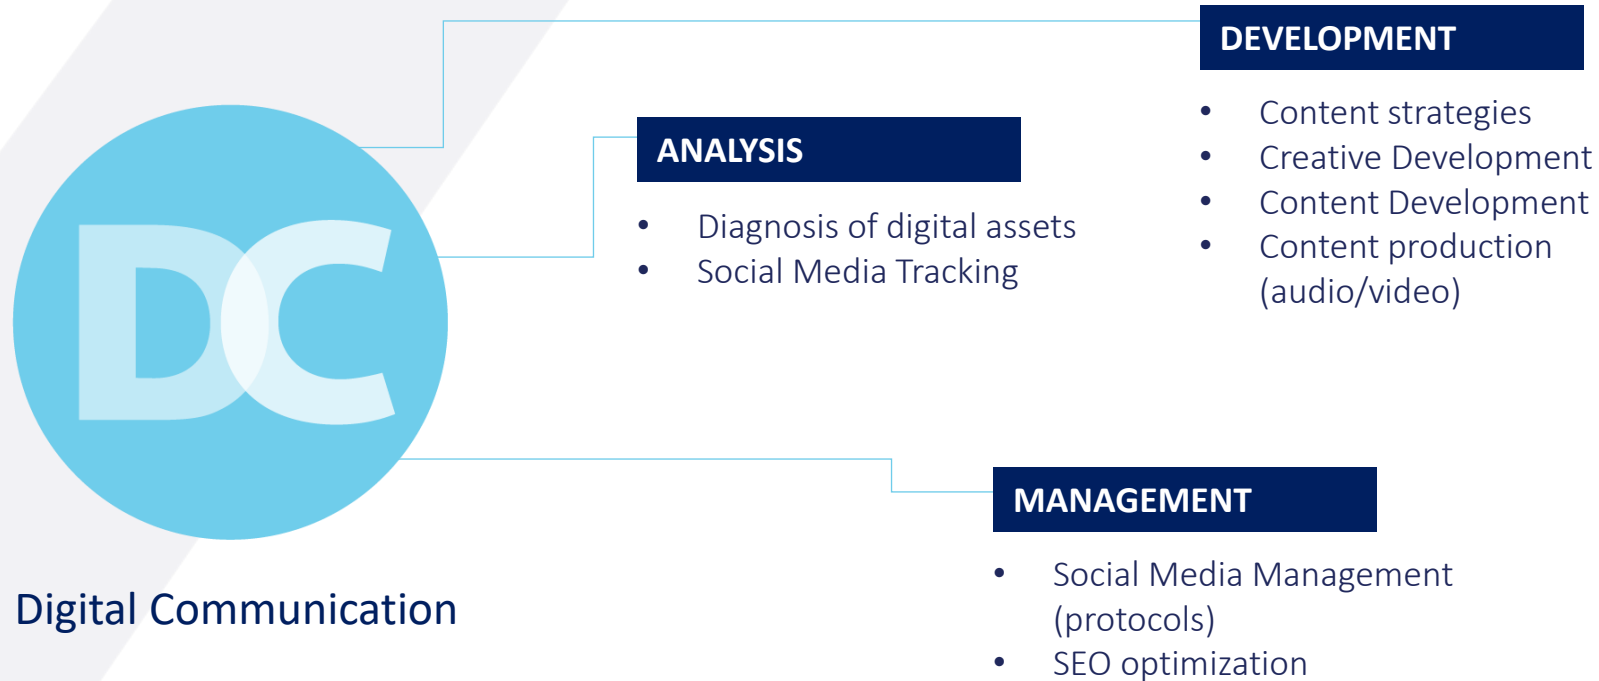 DC
Digital Communication
ANALYSIS
• Diagnosis of digital assets
• Social Media Tracking
DEVELOPMENT
• Content strategies
• Creative Development
• Content Development
• Content production
(audio/video)
MANAGEMENT
• Social Media Management
(protocols)
• SEO optimization